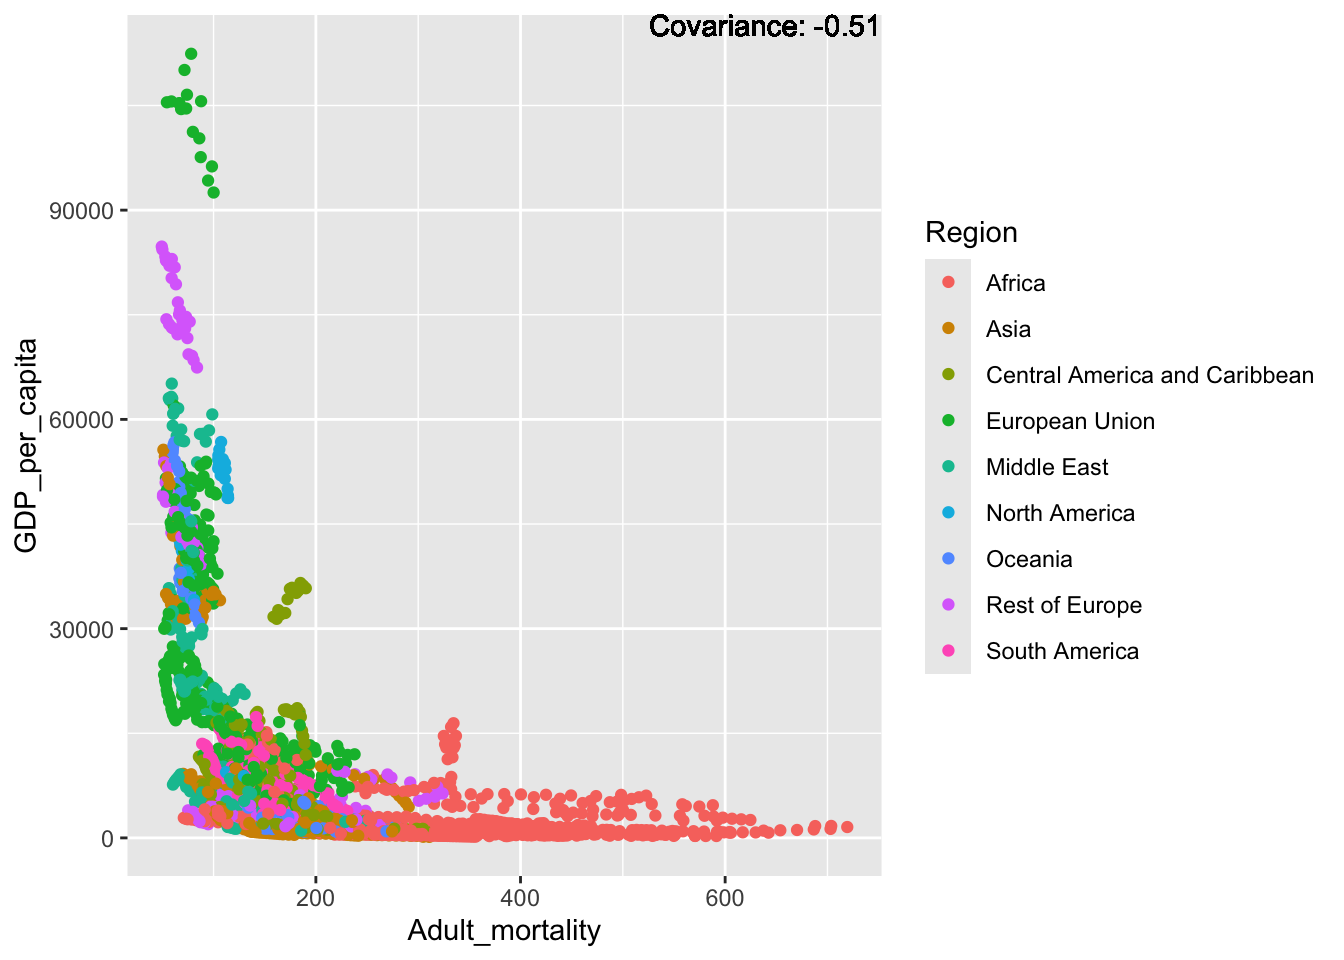 Covariance: -0.51
90000
60000
30000
0
200 400 600
Adult_mortality
GDP_per_capita
Region
Africa
Asia
Central America and Caribbean
European Union
Middle East
North America
Oceania
Rest of Europe
South America